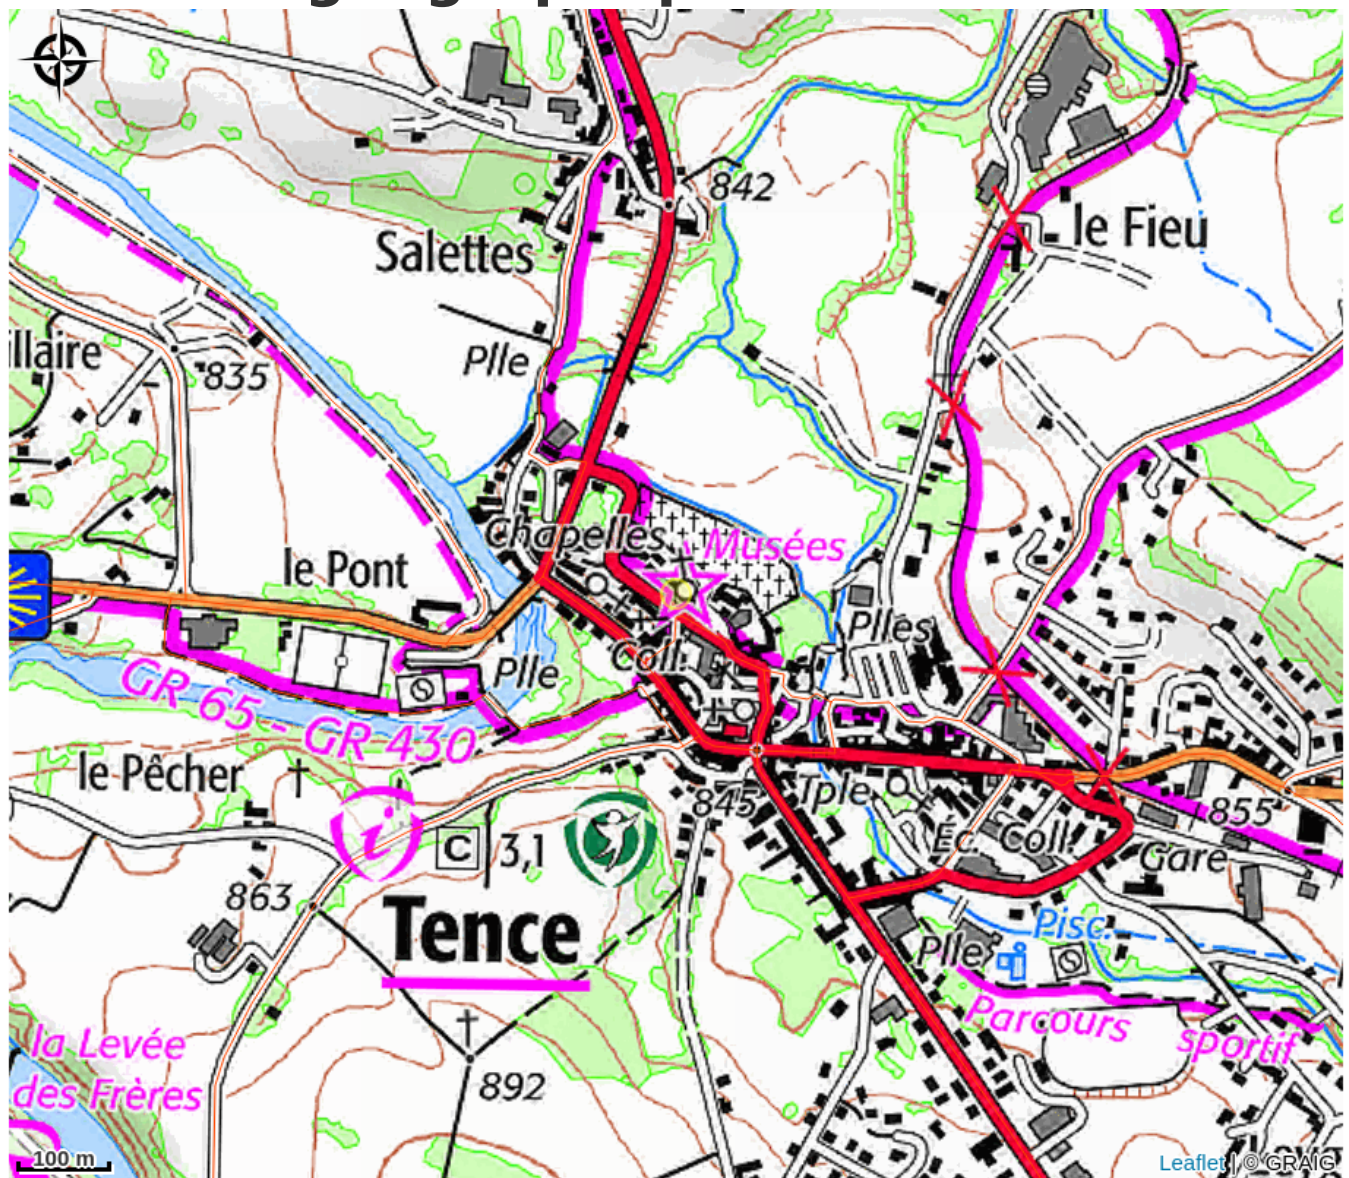 842
le Fieu
Salettes
Plle
illaire
835
Chapelles
Musées
le Pont
Plles
Coll.
Plle
GR 65 - GR 430
le Pêcher
845
Tple
855
i
C
3,1
Éc.
Coll.
Gare
863
Tence
Pisc.
Plle
Parcours
sportif
la Levée
des Frères
892
100 m
Leaflet | © GRAIG